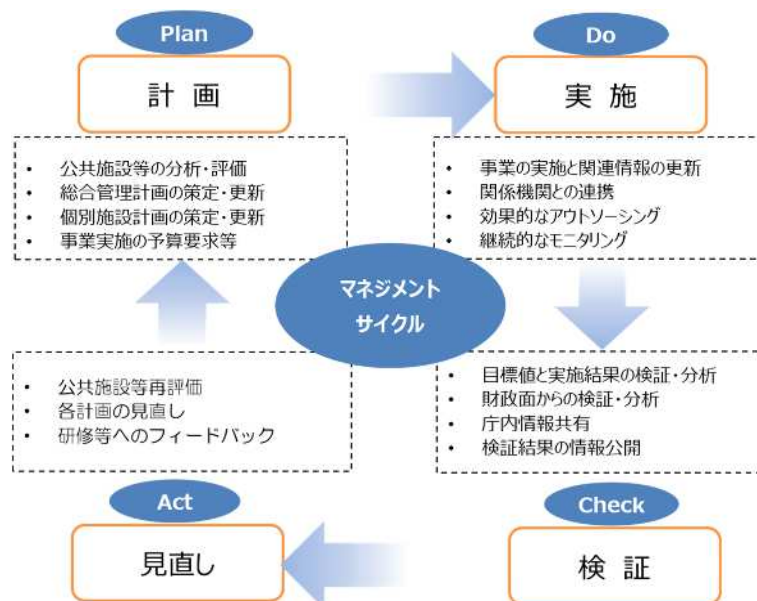 Plan
計 画
• 公共施設等の分析・評価
• 総合管理計画の策定・更新
• 個別施設計画の策定・更新
• 事業実施の予算要求等
Do
実 施
• 事業の実施と関連情報の更新
• 関係機関との連携
• 効果的なアウトソーシング
• 継続的なモニタリング
マネジメント
サイクル
• 目標値と実施結果の検証・分析
• 財政面からの検証・分析
• 庁内情報共有
• 検証結果の情報公開
Check
検 証
• 公共施設等再評価
• 各計画の見直し
• 研修等へのフィードバック
Act
見直し